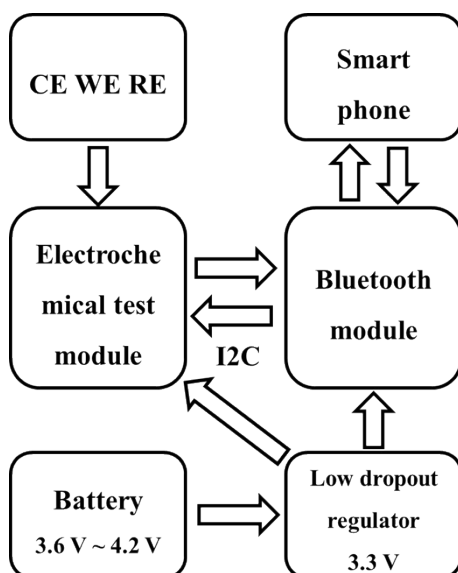 CE WE RE
Smart
phone
Electroche
mical test
module
Bluetooth
module
I2C
Battery
3.6 V ~ 4.2 V
Low dropout
regulator
3.3 V